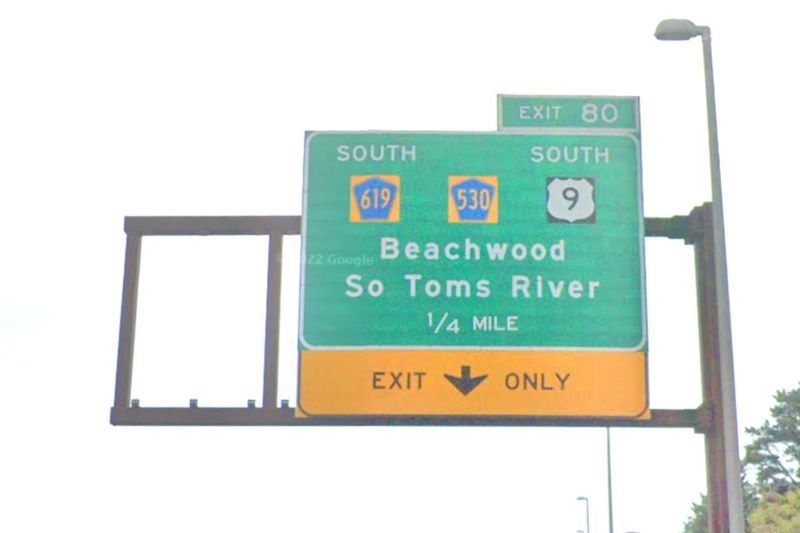 EXIT 80
SOUTH SOUTH
619 530 9
Beachwood
So Toms River
1/4 MILE
EXIT ONLY